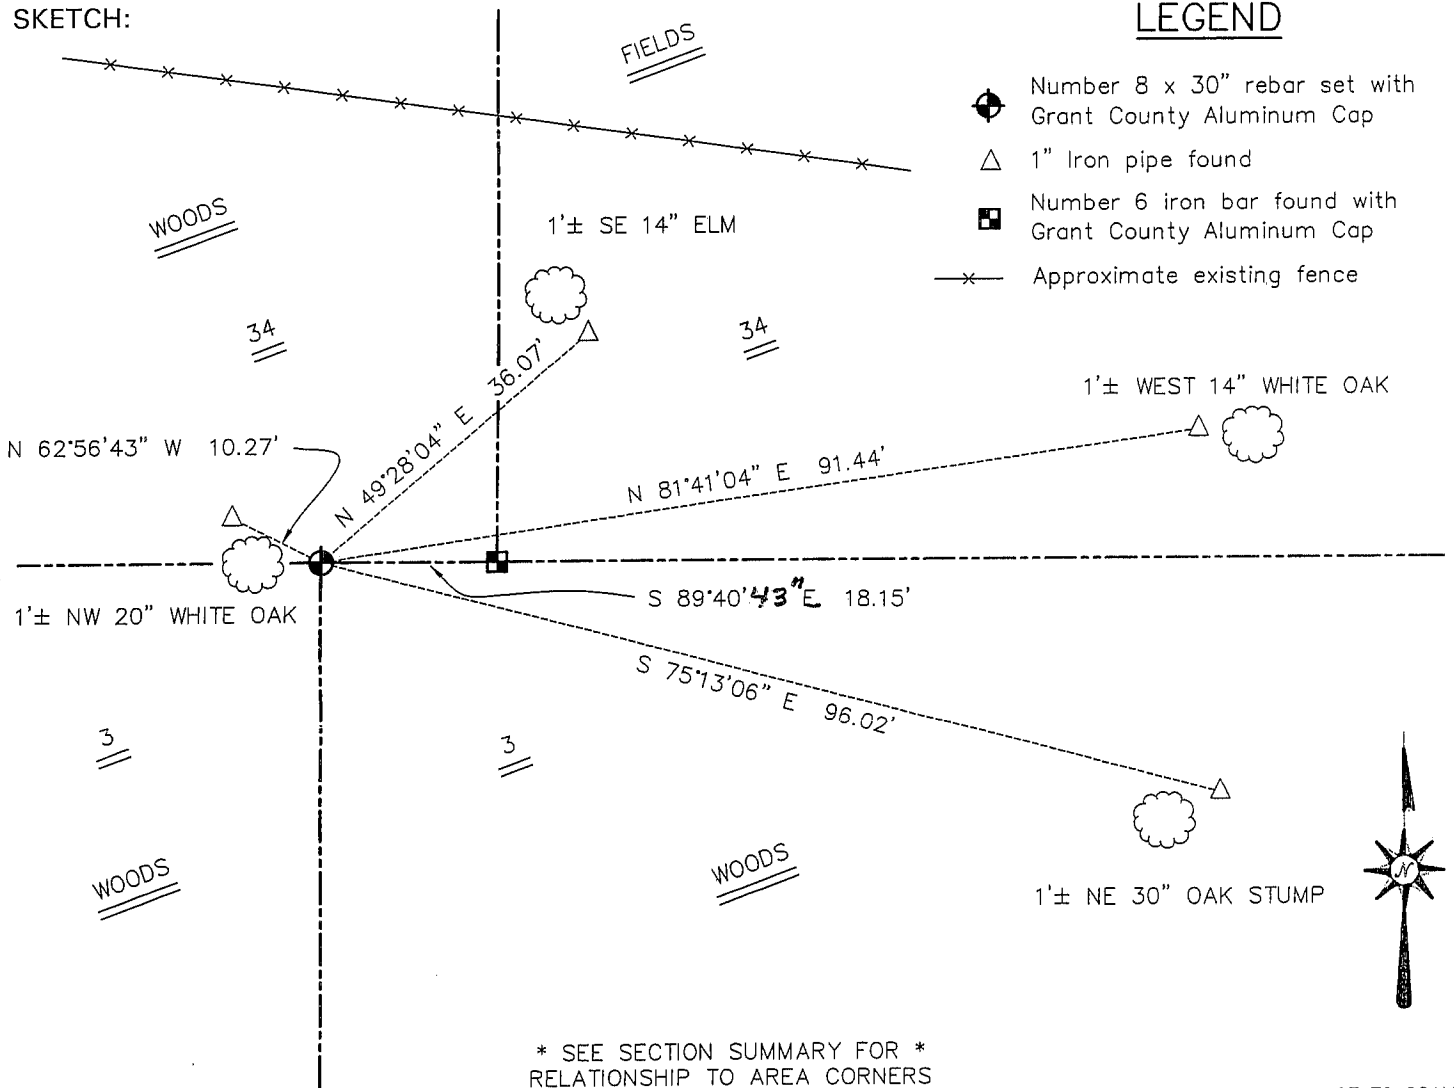 SKETCH:
LEGEND
FIELDS
Number 8 x 30" rebar set with
Grant County Aluminum Cap
1" Iron pipe found
Number 6 iron bar found with
Grant County Aluminum Cap
Approximate existing fence
WOODS
1'± SE 14" ELM
34
34
36.07'
1'± WEST 14" WHITE OAK
N 62°56'43" W 10.27'
N 49°28'04" E
N 81°41'04" E 91.44'
1'± NW 20" WHITE OAK
S 89°40'43"E 18.15'
S 75°13'06" E 96.02'
3
3
WOODS
WOODS
1'± NE 30" OAK STUMP
N
* SEE SECTION SUMMARY FOR *
RELATIONSHIP TO AREA CORNERS